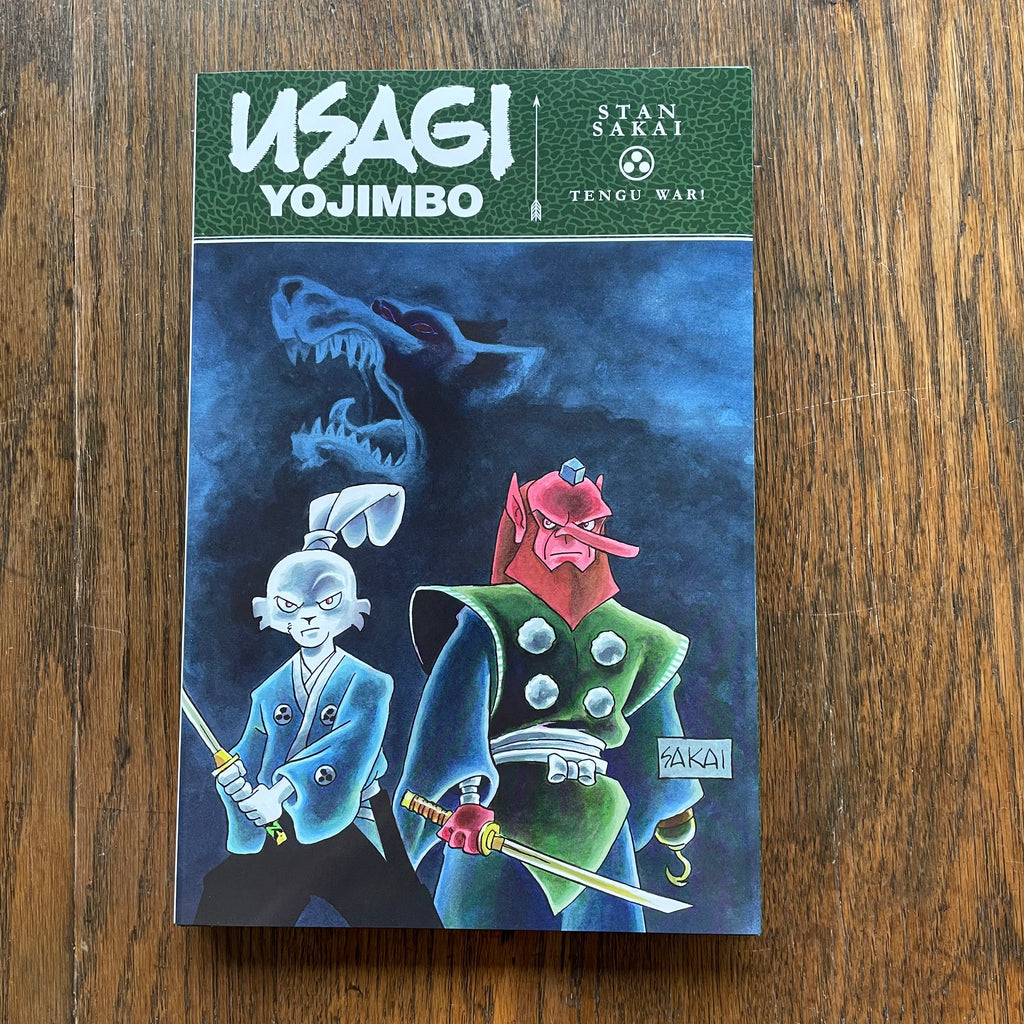 USAGI
YOJIMBO
STAN
SAKAI
TENGU WAR!
SAKAI